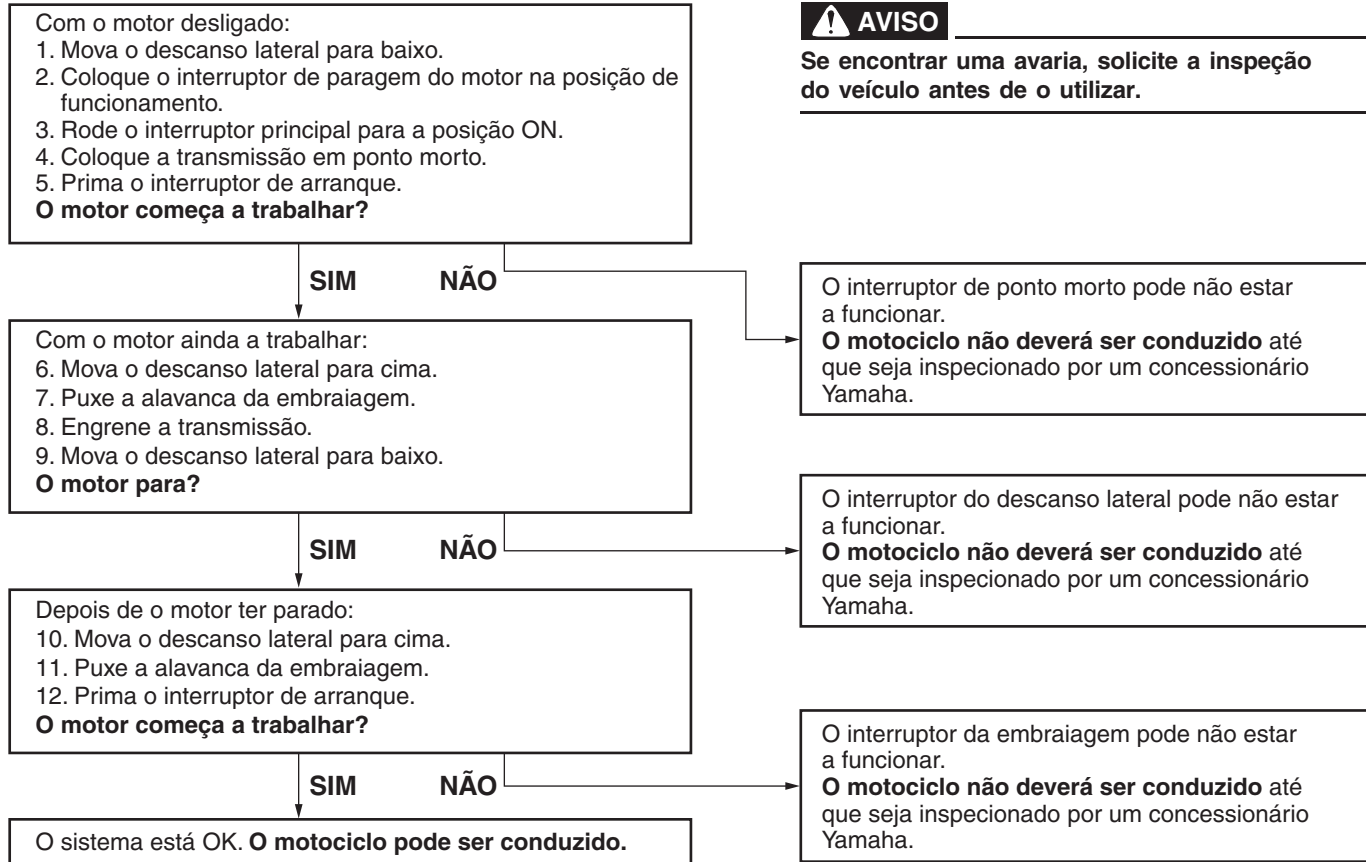 Com o motor desligado:
1. Mova o descanso lateral para baixo.
2. Coloque o interruptor de paragem do motor na posição de
funcionamento.
3. Rode o interruptor principal para a posição ON.
4. Coloque a transmissão em ponto morto.
5. Prima o interruptor de arranque.
O motor começa a trabalhar?
AVISO
Se encontrar uma avaria, solicite a inspeção
do veículo antes de o utilizar.
SIM NÃO
O interruptor de ponto morto pode não estar
a funcionar.
O motociclo não deverá ser conduzido até
que seja inspecionado por um concessionário
Yamaha.
Com o motor ainda a trabalhar:
6. Mova o descanso lateral para cima.
7. Puxe a alavanca da embraiagem.
8. Engrene a transmissão.
9. Mova o descanso lateral para baixo.
O motor para?
SIM NÃO
O interruptor do descanso lateral pode não estar
a funcionar.
O motociclo não deverá ser conduzido até
que seja inspecionado por um concessionário
Yamaha.
Depois de o motor ter parado:
10. Mova o descanso lateral para cima.
11. Puxe a alavanca da embraiagem.
12. Prima o interruptor de arranque.
O motor começa a trabalhar?
SIM NÃO
O interruptor da embraiagem pode não estar
a funcionar.
O motociclo não deverá ser conduzido até
que seja inspecionado por um concessionário
Yamaha.
O sistema está OK. O motociclo pode ser conduzido.